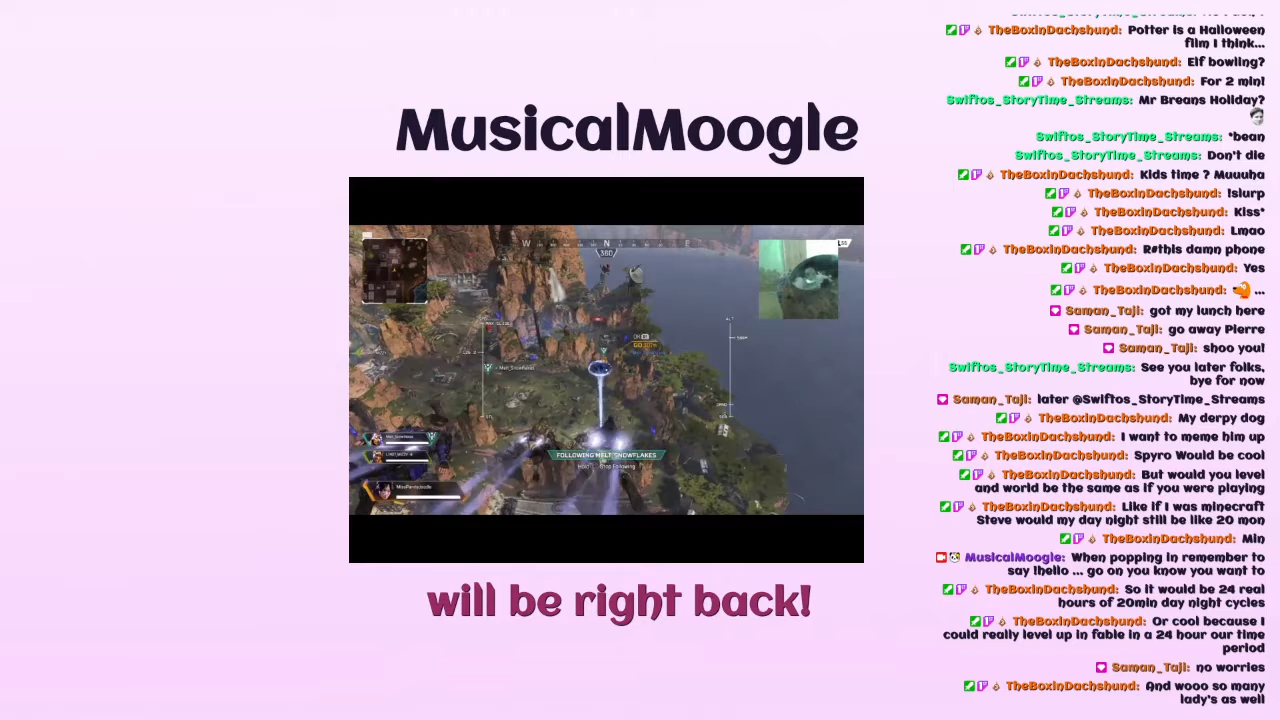 MusicalMoogle
W
N
E
360
FOLLOWING MELT_SNOWFLAKES
will be right back!
TheBoxinDachshund: Potter is a Halloween
film I think...
TheBoxinDachshund: Elf bowling?
TheBoxinDachshund: For 2 min!
Swiftos_StoryTime_Streams: Mr Breans Holiday?
Swiftos_StoryTime_Streams: *bean
Swiftos_StoryTime_Streams: Don't die
TheBoxinDachshund: Kids time ? Muuuha
TheBoxinDachshund: !slurp
TheBoxinDachshund: Kiss*
TheBoxinDachshund: Lmao
TheBoxinDachshund: R#this damn phone
TheBoxinDachshund: Yes
TheBoxinDachshund: ...
Saman_Taji: got my lunch here
Saman_Taji: go away Pierre
Saman_Taji: shoo you!
Swiftos_StoryTime_Streams: See you later folks,
bye for now
Saman_Taji: later @Swiftos_StoryTime_Streams
TheBoxinDachshund: My derpy dog
TheBoxinDachshund: I want to meme him up
TheBoxinDachshund: Spyro Would be cool
TheBoxinDachshund: But would you level
and world be the same as if you were playing
TheBoxinDachshund: Like if I was minecraft
Steve would my day night still be like 20 mon
TheBoxinDachshund: Min
MusicalMoogle: When popping in remember to
say !hello ... go on you know you want to
TheBoxinDachshund: So it would be 24 real
hours of 20min day night cycles
TheBoxinDachshund: Or cool because I
could really level up in fable in a 24 hour our time
period
Saman_Taji: no worries
TheBoxinDachshund: And wooo so many
lady's as well